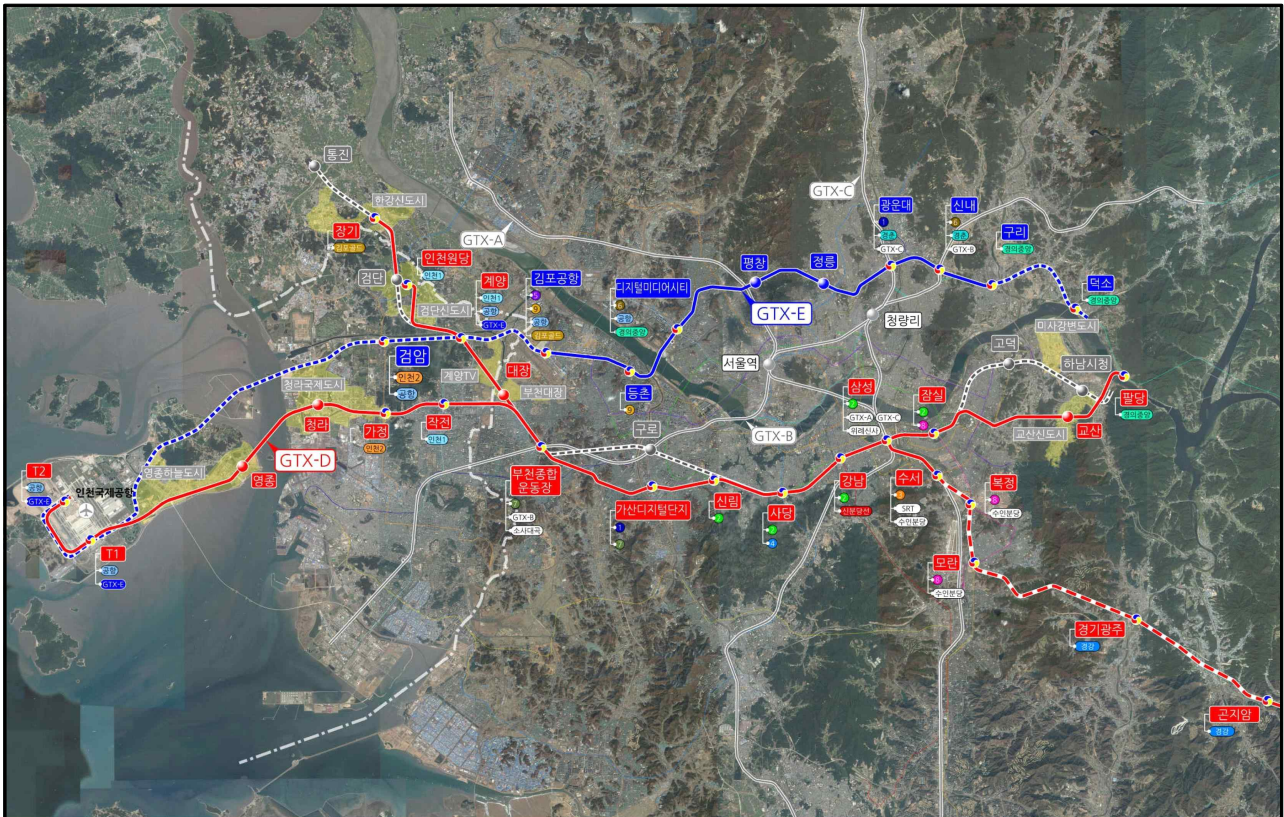 통진
한강신도시
장기
김포골드
GTX-A
GTX-C
광운대
1
경춘
GTX-C
신내
6
경춘
GTX-B
구리
경의중앙
인천원당
인천1
검단
계양
인천1
공항
GTX-E
김포공항
5
9
공항
김포골드
디지털미디어시티
6
공항
경의중앙
평창
정릉
GTX-E
덕소
경의중앙
검단신도시
청량리
미사강변도시
고덕
검암
인천2
공항
계양TV
대장
부천대장
서울역
하남시청
청라국제도시
등촌
9
삼성
2
GTX-A
GTX-C
위례신사
잠실
2
8
팔당
경의중앙
청라
가정
인천2
작전
인천1
구로
GTX-B
교산신도시
교산
GTX-D
영종하늘도시
영종
T2
공항
GTX-E
인천국제공항
부천종합
운동장
7
GTX-B
소사대곡
가산디지털단지
1
7
신림
2
사당
2
4
강남
2
신분당선
수서
3
SRT
수인분당
복정
8
수인분당
T1
공항
GTX-E
모란
8
수인분당
경기광주
경강
곤지암
경강